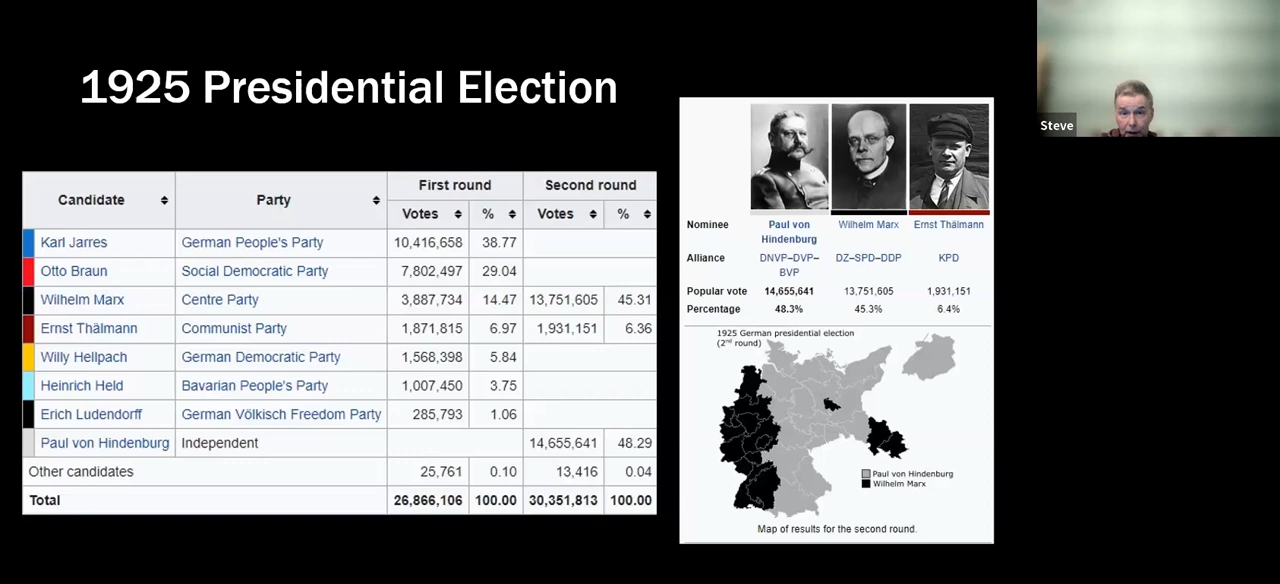 1925 Presidential Election
Steve
Candidate Party First round Second round
Votes % Votes %
Karl Jarres German People's Party 10,416,658 38.77
Otto Braun Social Democratic Party 7,802,497 29.04
Wilhelm Marx Centre Party 3,887,734 14.47 13,751,605 45.31
Ernst Thälmann Communist Party 1,871,815 6.97 1,931,151 6.36
Willy Hellpach German Democratic Party 1,568,398 5.84
Heinrich Held Bavarian People's Party 1,007,450 3.75
Erich Ludendorff German Völkisch Freedom Party 285,793 1.06
Paul von Hindenburg Independent 14,655,641 48.29
Other candidates 25,761 0.10 13,416 0.04
Total 26,866,106 100.00 30,351,813 100.00
Nominee Paul von Hindenburg Wilhelm Marx Ernst Thälmann
Alliance DNVP–DVP–BVP DZ–SPD–DDP KPD
Popular vote 14,655,641 13,751,605 1,931,151
Percentage 48.3% 45.3% 6.4%
1925 German presidential election
(2nd round)
Paul von Hindenburg
Wilhelm Marx
Map of results for the second round.